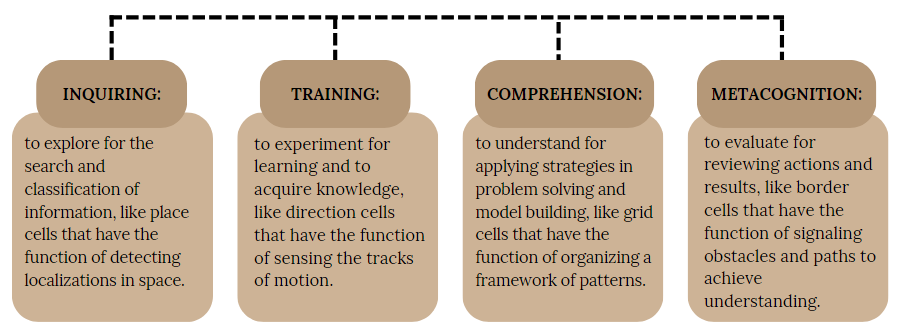 INQUIRING:
to explore for the
search and
classification of
information, like place
cells that have the
function of detecting
localizations in space.
TRAINING:
to experiment for
learning and to
acquire knowledge,
like direction cells
that have the function
of sensing the tracks
of motion.
COMPREHENSION:
to understand for
applying strategies in
problem solving and
model building, like grid
cells that have the
function of organizing a
framework of patterns.
METACOGNITION:
to evaluate for
reviewing actions and
results, like border
cells that have the
function of signaling
obstacles and paths to
achieve
understanding.